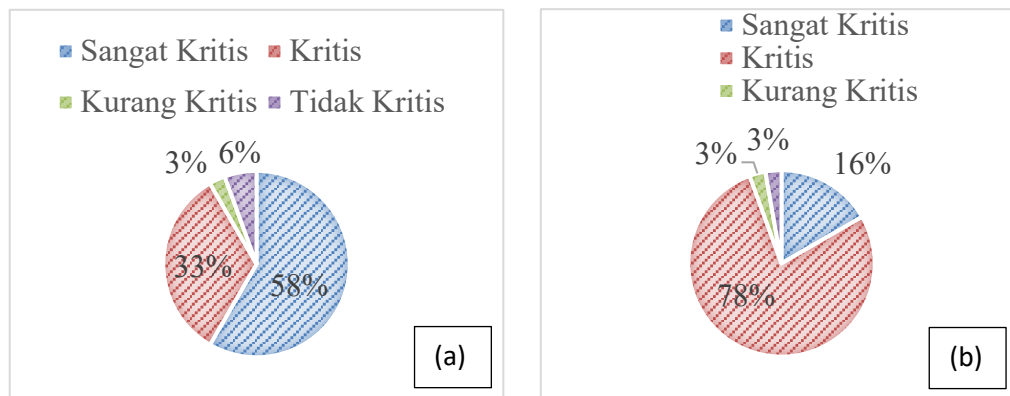 Sangat Kritis Kritis
Kurang Kritis Tidak Kritis
3% 6%
33% 58%
(a)
Sangat Kritis
Kritis
Kurang Kritis
3% 3% 16%
78%
(b)